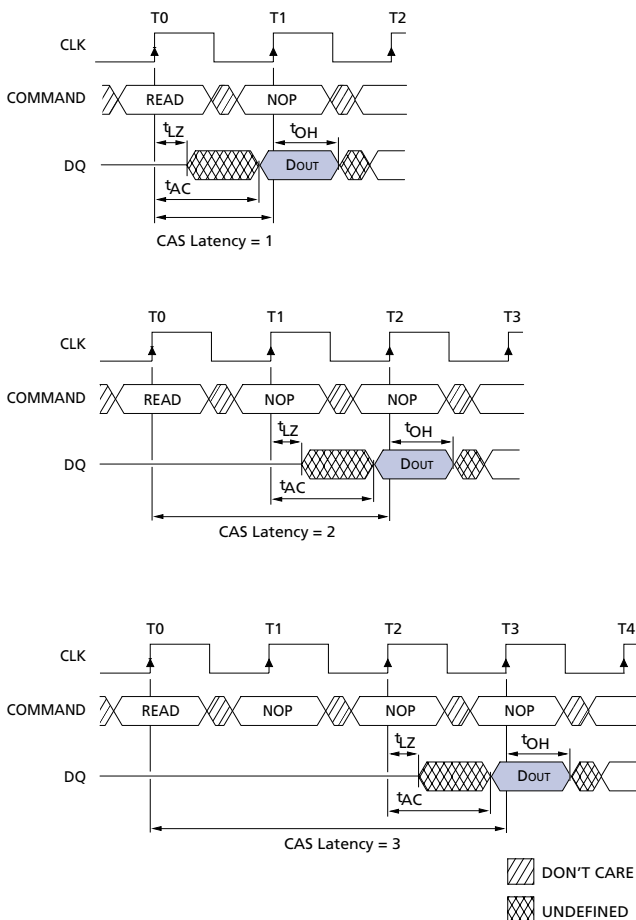 T0 T1 T2
CLK
COMMAND READ NOP
tLZ tOH
DQ DOUT
tAC
CAS Latency = 1
T0 T1 T2 T3
CLK
COMMAND READ NOP NOP
tLZ tOH
DQ DOUT
tAC
CAS Latency = 2
T0 T1 T2 T3 T4
CLK
COMMAND READ NOP NOP NOP
tLZ tOH
DQ DOUT
tAC
CAS Latency = 3
DON'T CARE
UNDEFINED